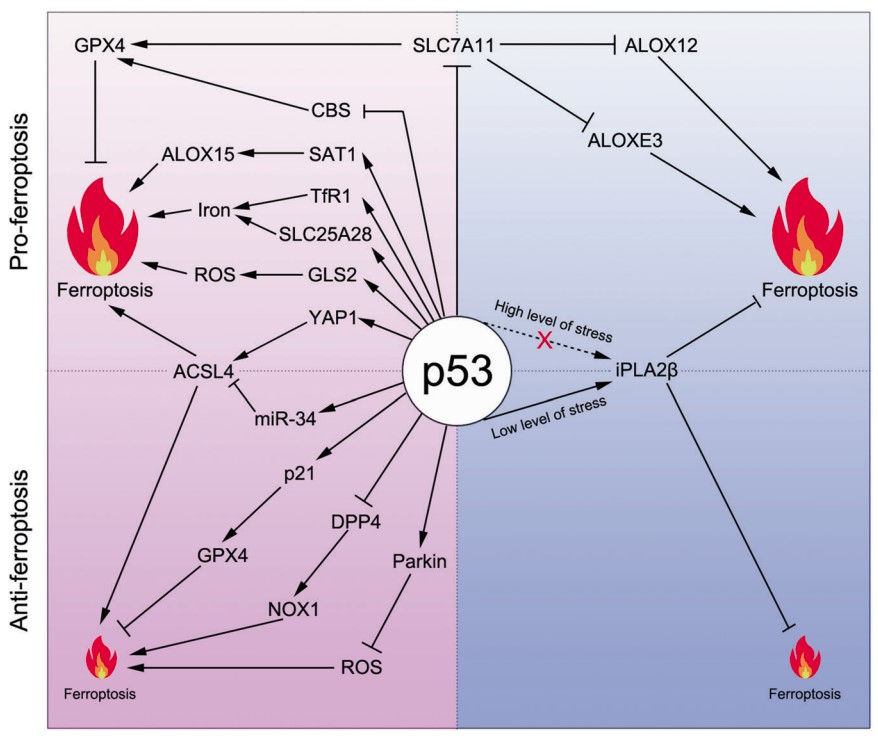 GPX4
SLC7A11
ALOX12
CBS
ALOXE3
ALOX15
SAT1
TfR1
Iron
SLC25A28
ROS
GLS2
Ferroptosis
Ferroptosis
YAP1
High level of stress
X
Pro-ferroptosis
ACSL4
p53
iPLA2β
miR-34
Low level of stress
p21
DPP4
GPX4
Parkin
Anti-ferroptosis
NOX1
ROS
Ferroptosis
Ferroptosis